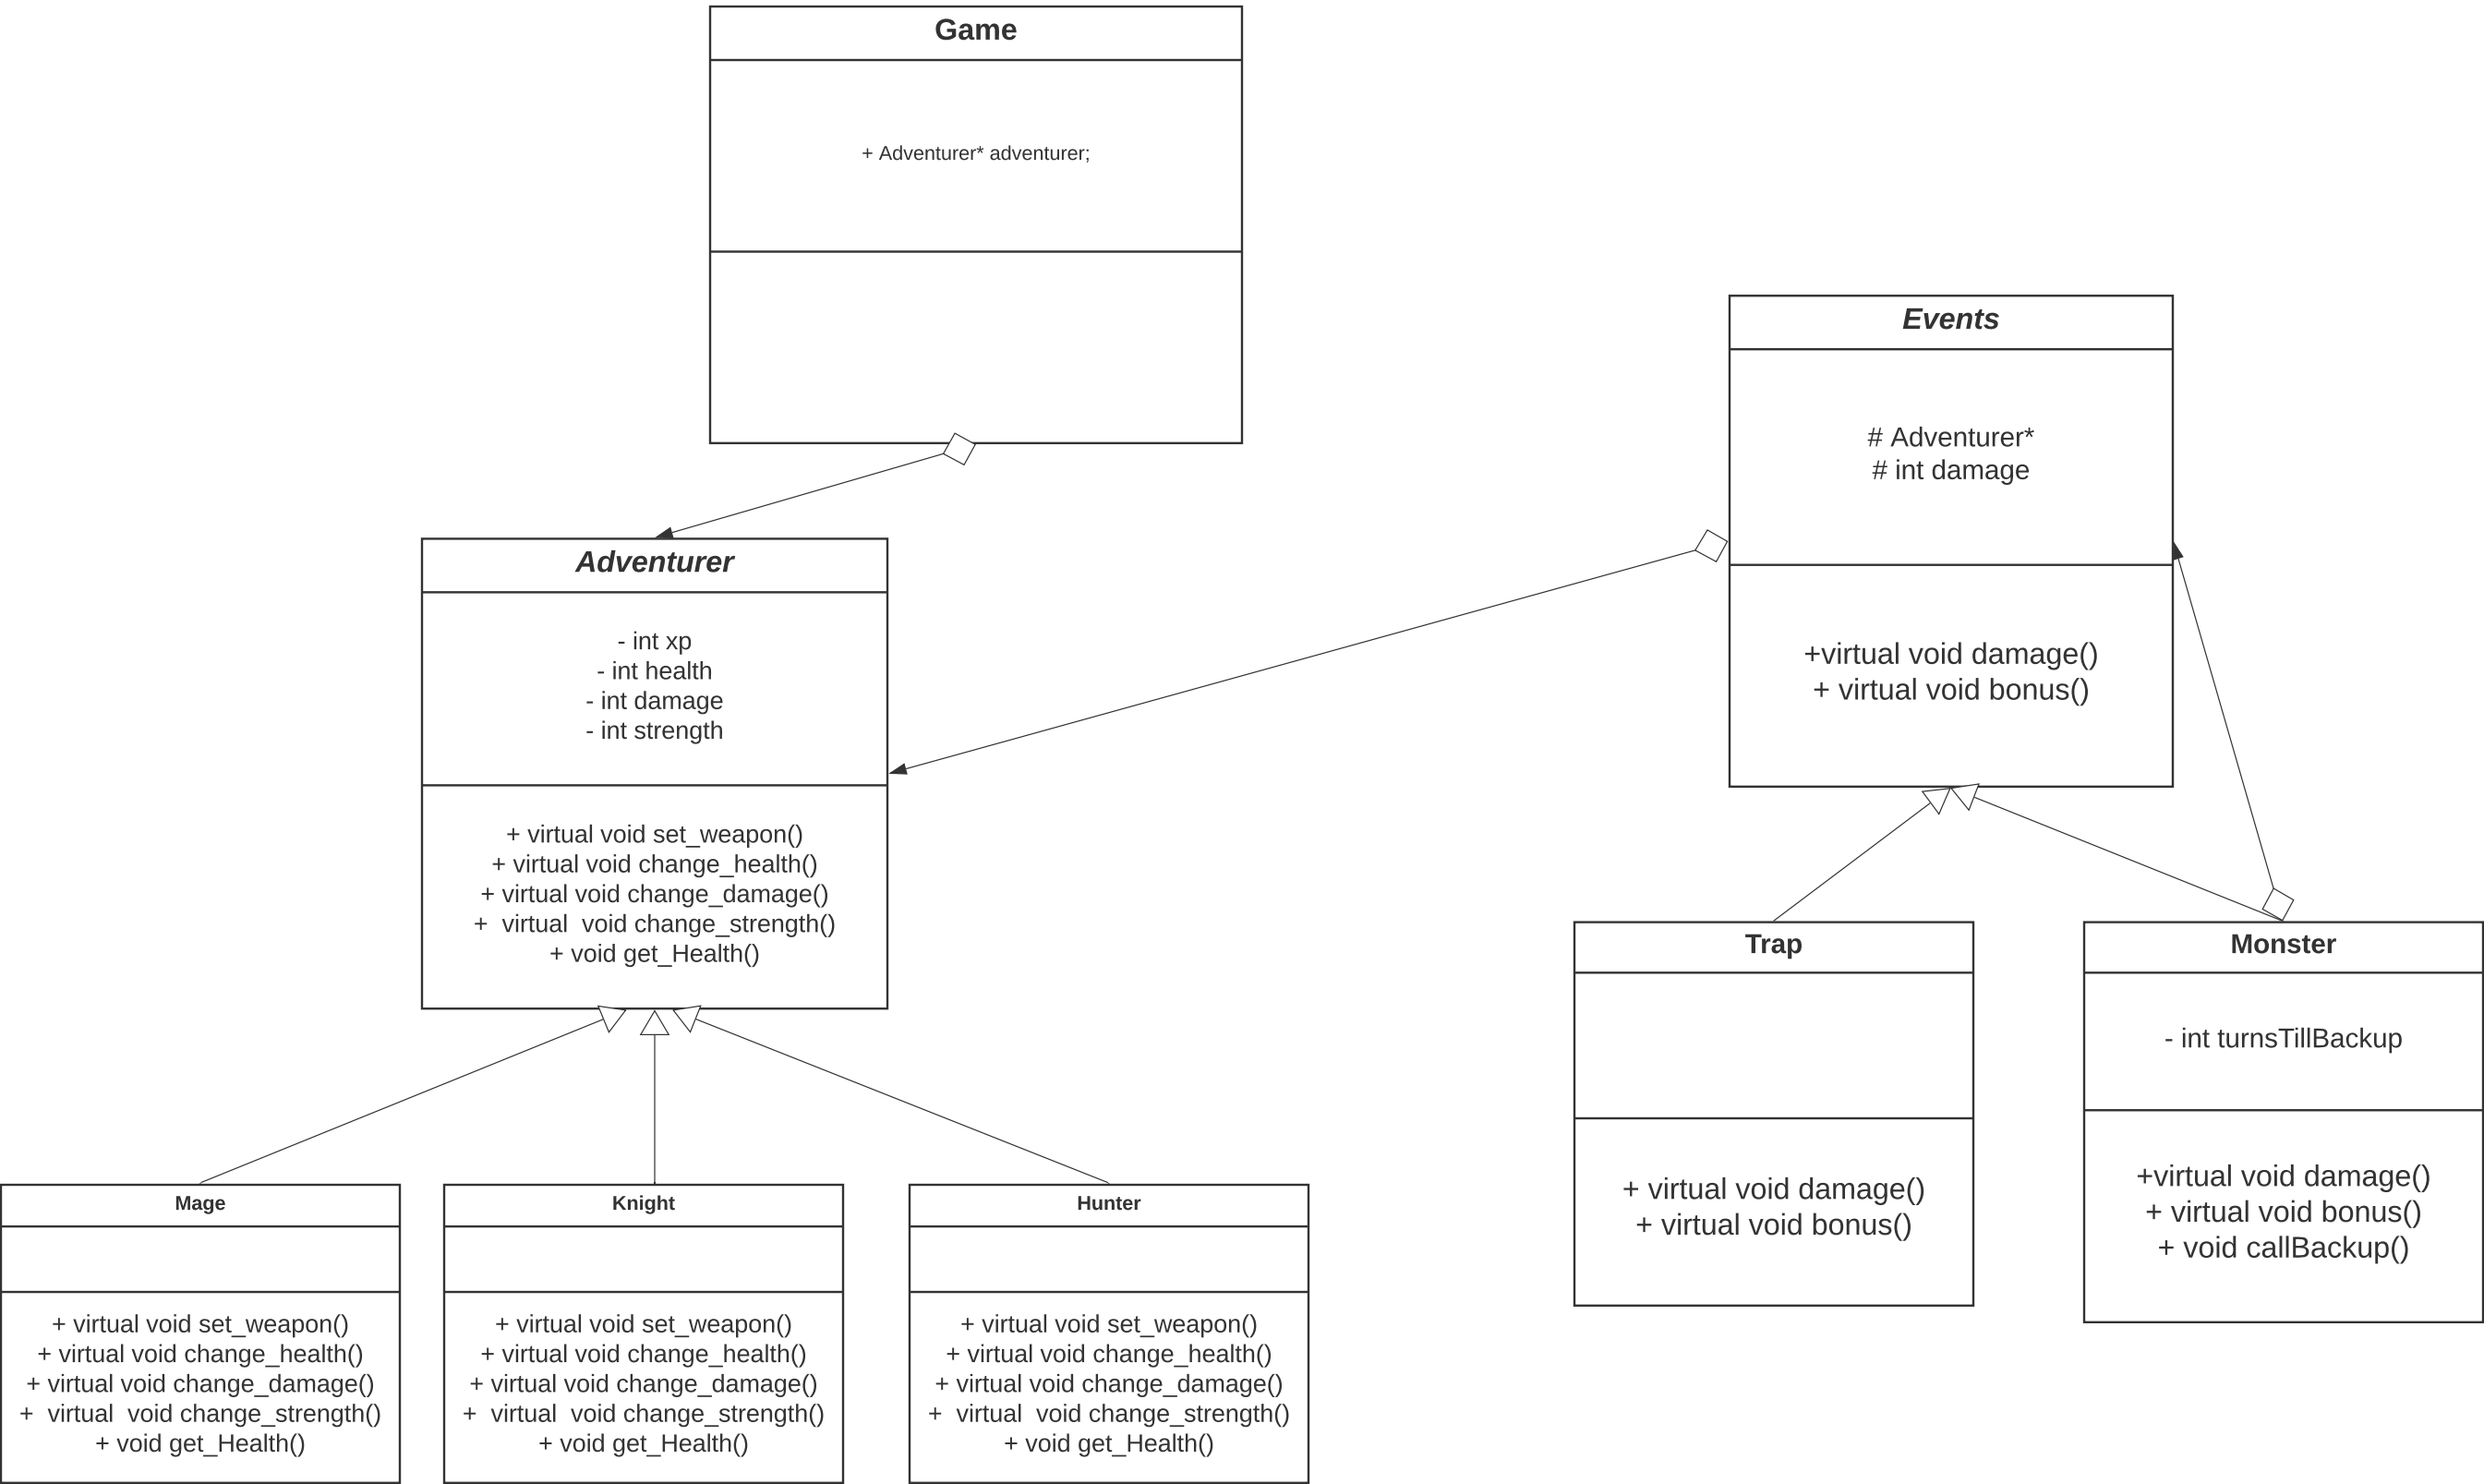 Game
+ Adventurer* adventurer;
Events
# Adventurer*
# int damage
+virtual void damage()
+ virtual void bonus()
Adventurer
- int xp
- int health
- int damage
- int strength
+ virtual void set_weapon()
+ virtual void change_health()
+ virtual void change_damage()
+  virtual  void change_strength()
+ void get_Health()
Trap
+ virtual void damage()
+ virtual void bonus()
Monster
- int turnsTillBackup
+virtual void damage()
+ virtual void bonus()
+ void callBackup()
Mage
+ virtual void set_weapon()
+ virtual void change_health()
+ virtual void change_damage()
+  virtual  void change_strength()
+ void get_Health()
Knight
+ virtual void set_weapon()
+ virtual void change_health()
+ virtual void change_damage()
+  virtual  void change_strength()
+ void get_Health()
Hunter
+ virtual void set_weapon()
+ virtual void change_health()
+ virtual void change_damage()
+  virtual  void change_strength()
+ void get_Health()